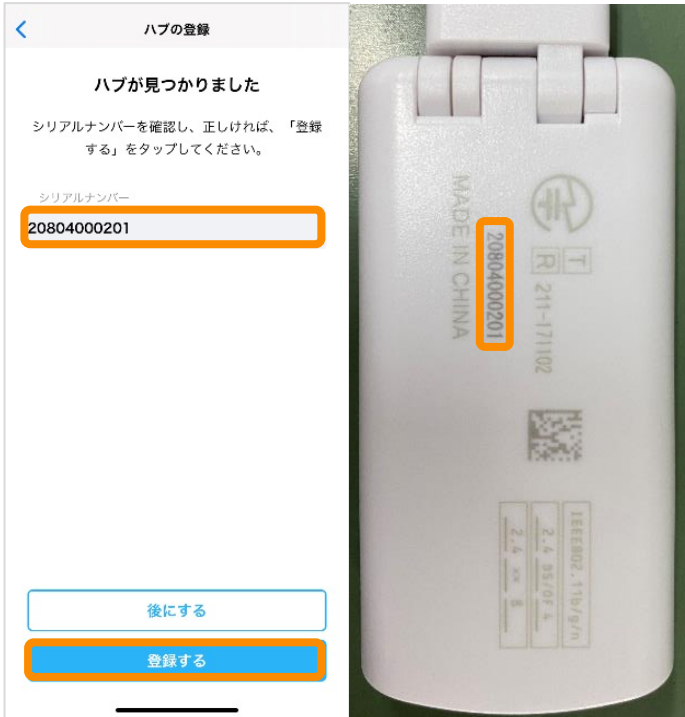 ハブの登録
ハブが見つかりました
シリアルナンバーを確認し、正しければ、「登録
する」をタップしてください。
シリアルナンバー
20804000201
後にする
登録する
T
R 211-171102
20804000201
MADE IN CHINA
IEEE802.11b/g/n
2.4 DS/OF 4
2.4 XX 8